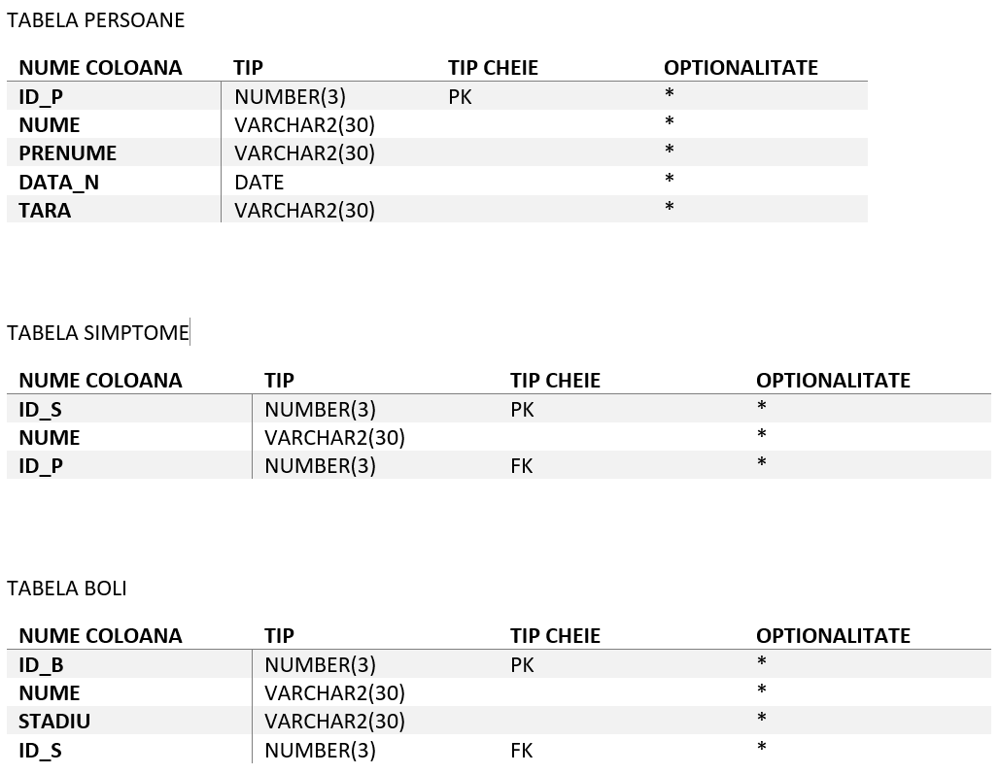 TABELA PERSOANE
NUME COLOANA TIP TIP CHEIE OPTIONALITATE
ID_P NUMBER(3) PK *
NUME VARCHAR2(30) *
PRENUME VARCHAR2(30) *
DATA_N DATE *
TARA VARCHAR2(30) *
TABELA SIMPTOME
NUME COLOANA TIP TIP CHEIE OPTIONALITATE
ID_S NUMBER(3) PK *
NUME VARCHAR2(30) *
ID_P NUMBER(3) FK *
TABELA BOLI
NUME COLOANA TIP TIP CHEIE OPTIONALITATE
ID_B NUMBER(3) PK *
NUME VARCHAR2(30) *
STADIU VARCHAR2(30) *
ID_S NUMBER(3) FK *